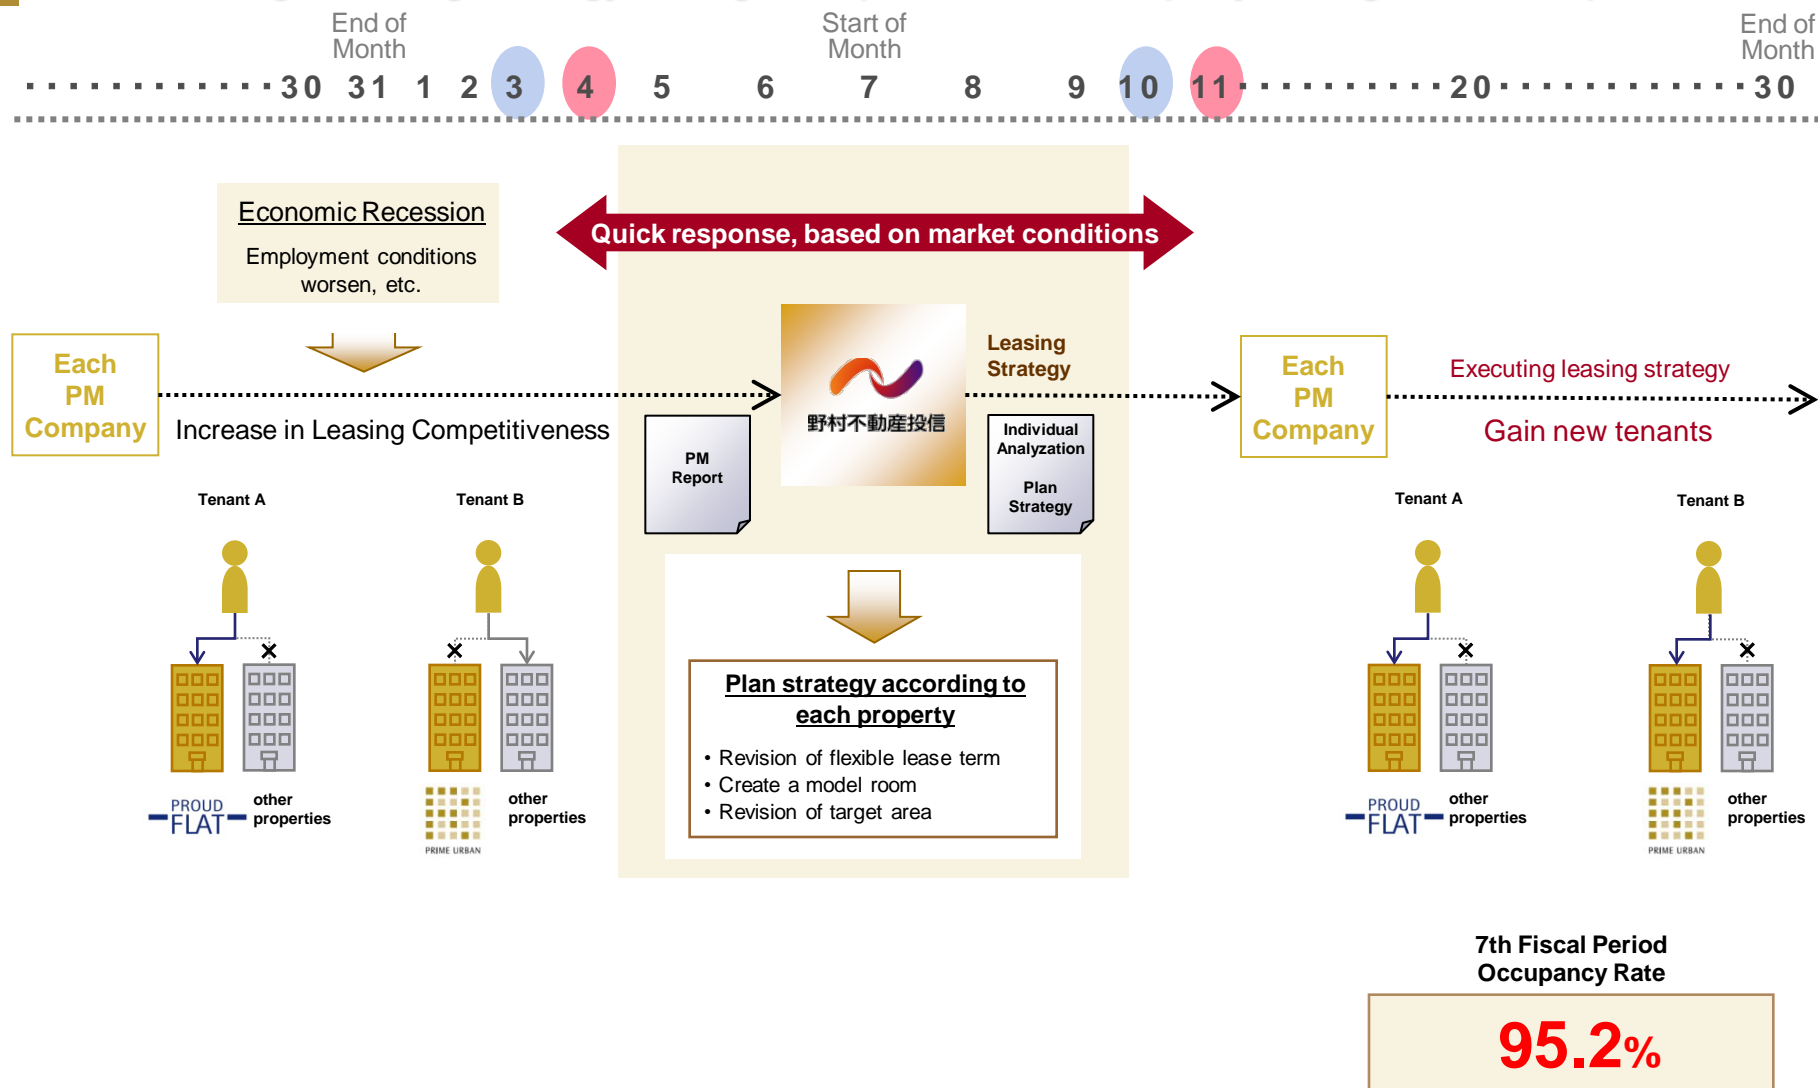 End of
Month
Start of
Month
End of
Month
30 31 1 2 3 4 5 6 7 8 9 10 11 20 30
Economic Recession
Employment conditions
worsen, etc.
Quick response, based on market conditions
Each
PM
Company
Increase in Leasing Competitiveness
PM
Report
野村不動産投信
Leasing
Strategy
Individual
Analyzation
Plan
Strategy
Each
PM
Company
Executing leasing strategy
Gain new tenants
Tenant A
Tenant B
PROUD
FLAT
other
properties
PRIME URBAN
other
properties
Plan strategy according to
each property
• Revision of flexible lease term
• Create a model room
• Revision of target area
Tenant A
Tenant B
PROUD
FLAT
other
properties
PRIME URBAN
other
properties
7th Fiscal Period
Occupancy Rate
95.2%